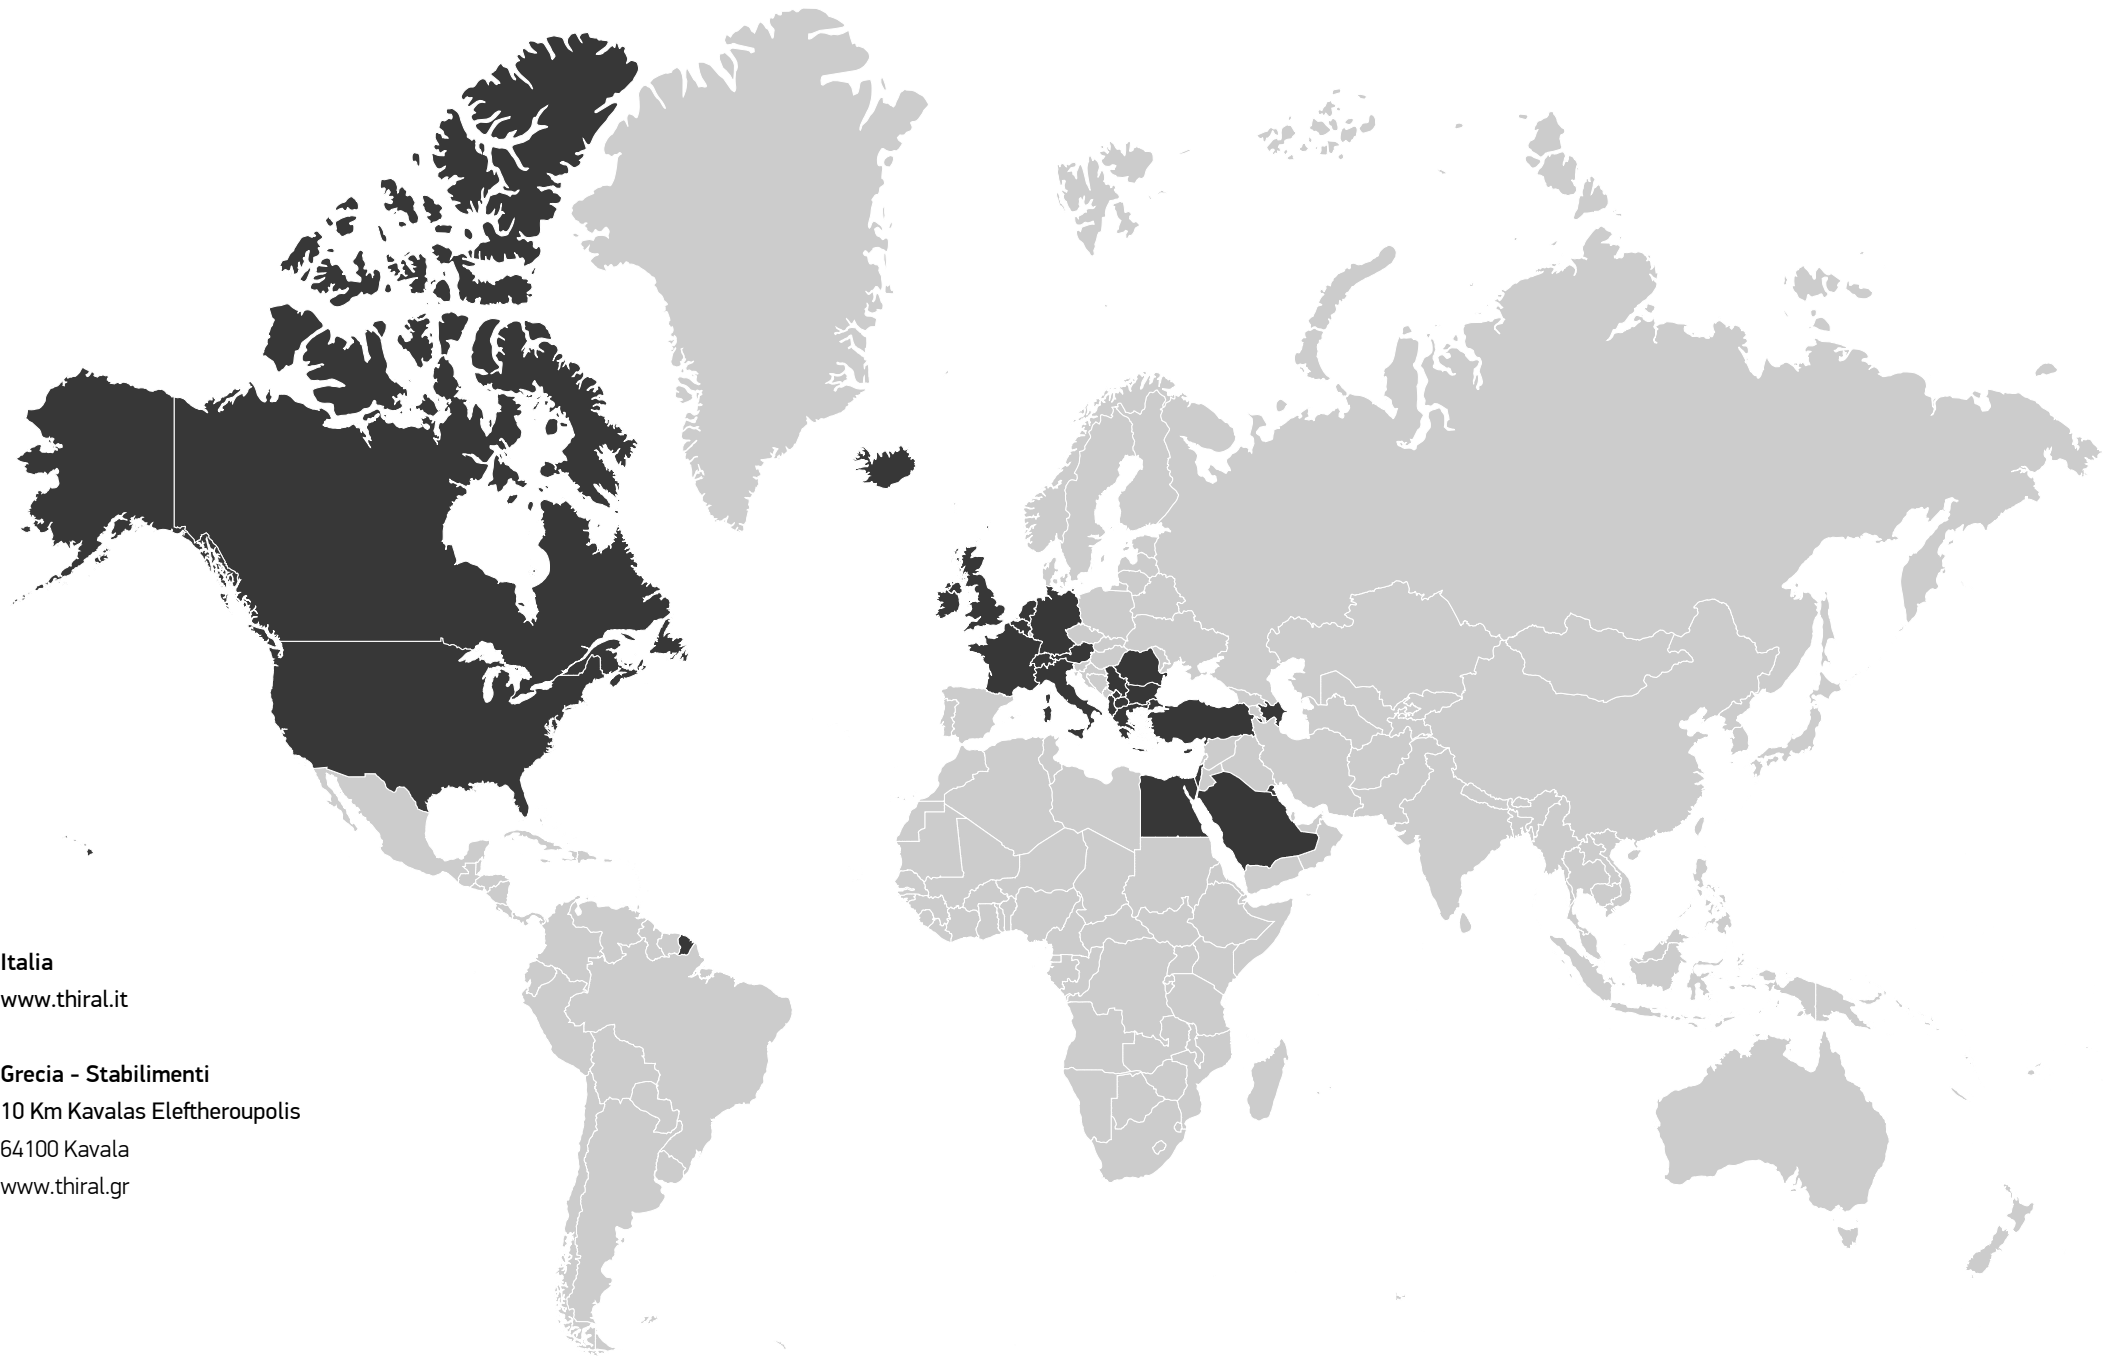 Italia
www.thiral.it
Grecia - Stabilimenti
10 Km Kavalas Eleftheroupolis
64100 Kavala
www.thiral.gr